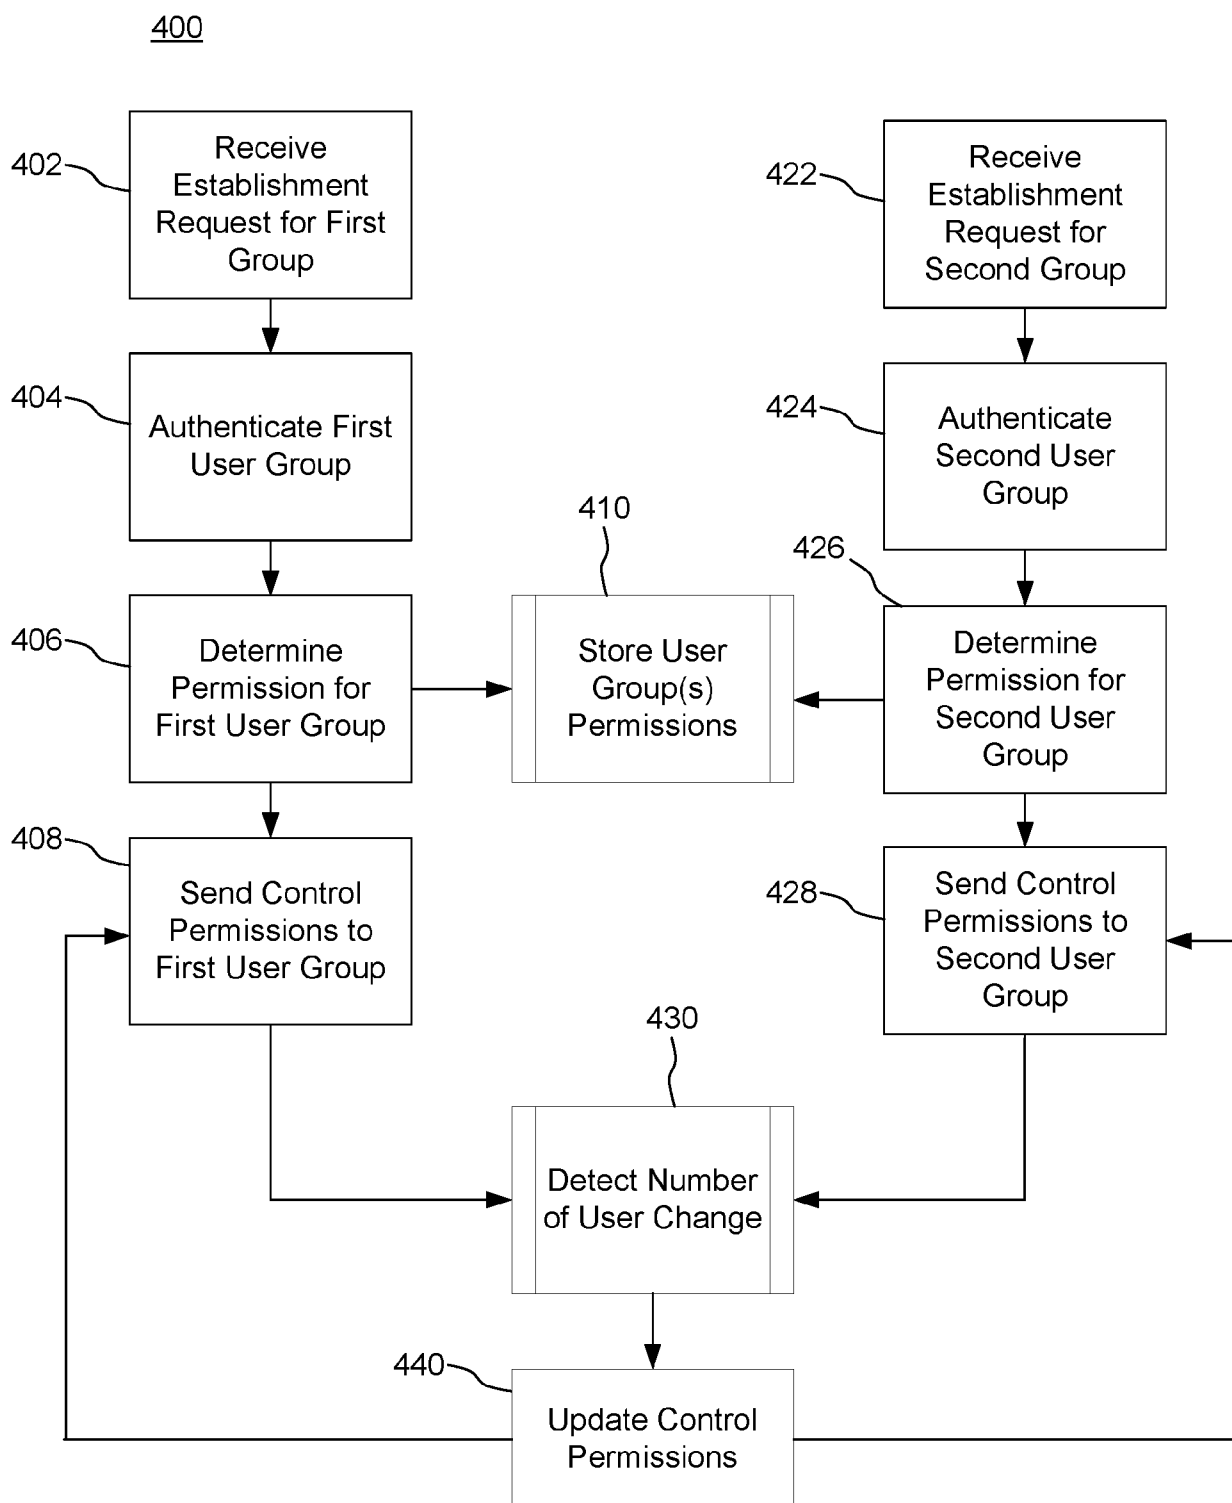 400
402
Receive
Establishment
Request for First
Group
422
Receive
Establishment
Request for
Second Group
404
Authenticate First
User Group
424
Authenticate
Second User
Group
406
Determine
Permission for
First User Group
410
Store User
Group(s)
Permissions
426
Determine
Permission for
Second User
Group
408
Send Control
Permissions to
First User Group
428
Send Control
Permissions to
Second User
Group
430
Detect Number
of User Change
440
Update Control
Permissions